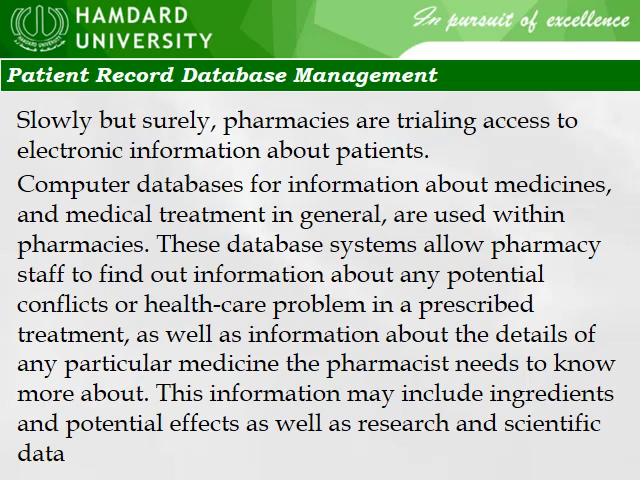 HAMDARD
UNIVERSITY
In pursuit of excellence
Patient Record Database Management
Slowly but surely, pharmacies are trialing access to
electronic information about patients.
Computer databases for information about medicines,
and medical treatment in general, are used within
pharmacies. These database systems allow pharmacy
staff to find out information about any potential
conflicts or health-care problem in a prescribed
treatment, as well as information about the details of
any particular medicine the pharmacist needs to know
more about. This information may include ingredients
and potential effects as well as research and scientific
data